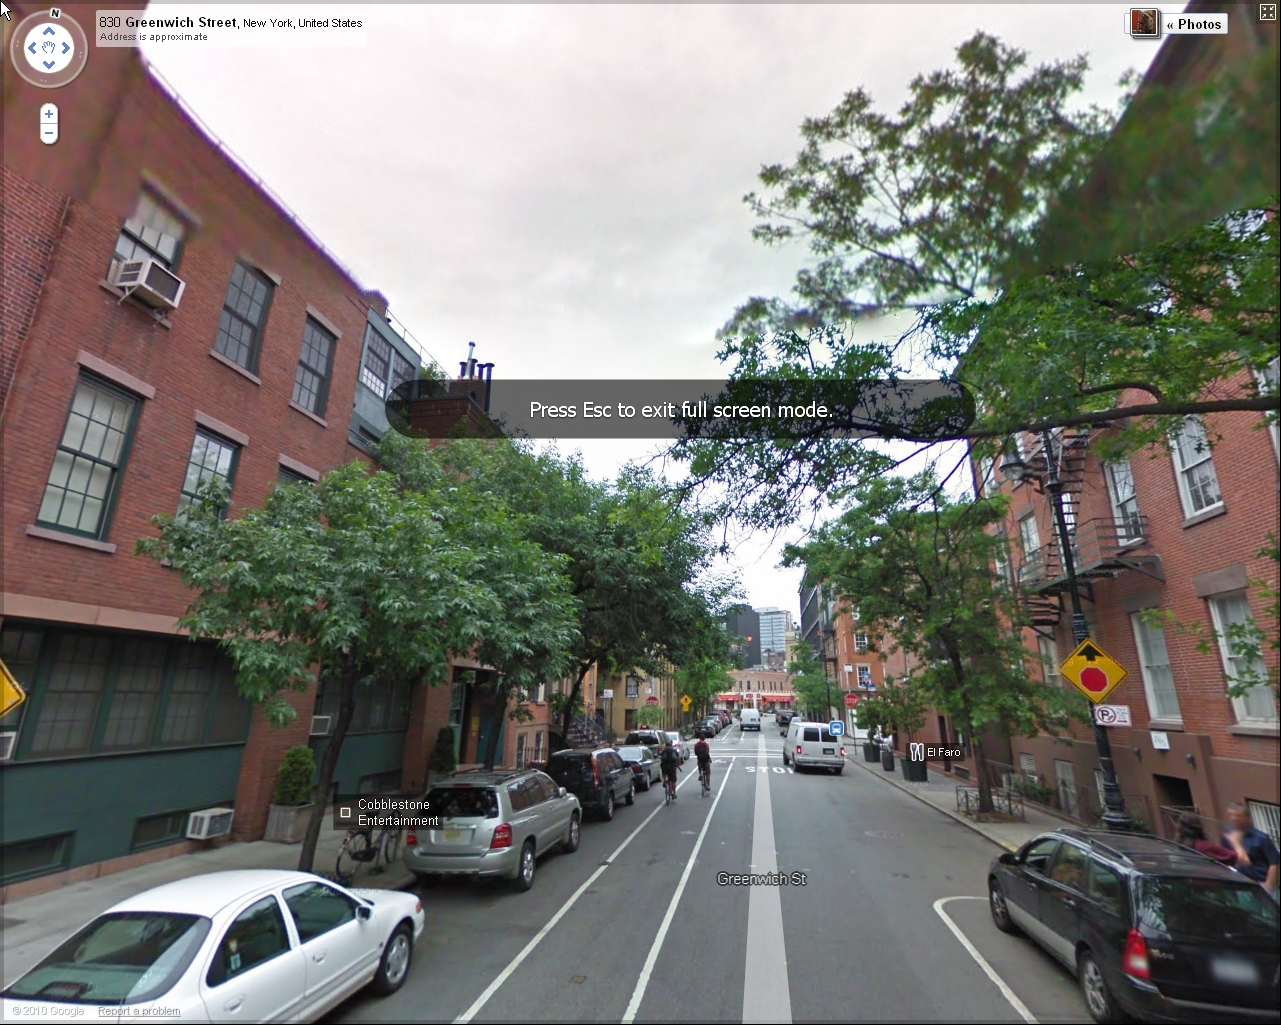 N
830 Greenwich Street, New York, United States
Address is approximate
« Photos
+
−
Press Esc to exit full screen mode.
El Faro
Cobblestone
Entertainment
STOP
Greenwich St
© 2010 Google Report a problem